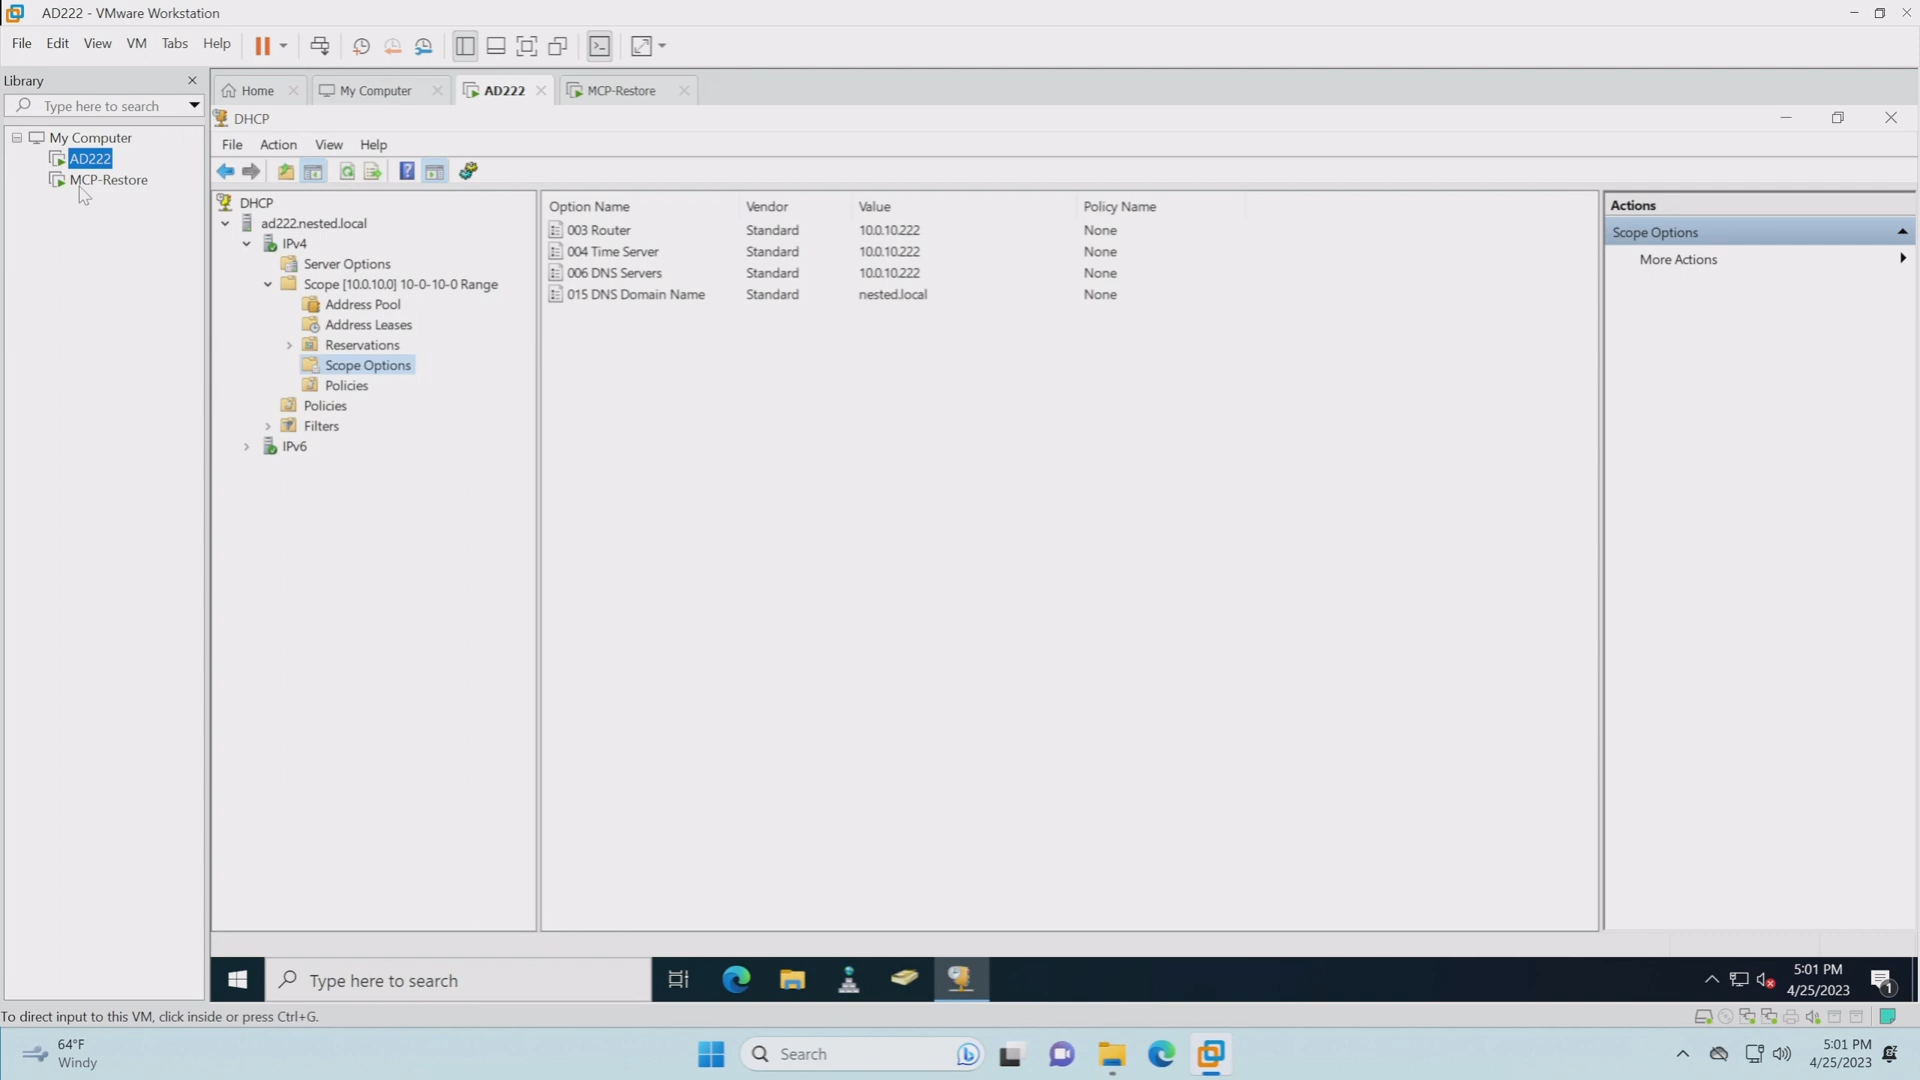 AD222 - VMware Workstation
File Edit View VM Tabs Help
Library
Type here to search
My Computer
AD222
MCP-Restore
Home My Computer AD222 MCP-Restore
DHCP
File Action View Help
DHCP
ad222.nested.local
IPv4
Server Options
Scope [10.0.10.0] 10-0-10-0 Range
Address Pool
Address Leases
Reservations
Scope Options
Policies
Policies
Filters
IPv6
Option Name Vendor Value Policy Name
003 Router Standard 10.0.10.222 None
004 Time Server Standard 10.0.10.222 None
006 DNS Servers Standard 10.0.10.222 None
015 DNS Domain Name Standard nested.local None
Actions
Scope Options
More Actions
Type here to search
5:01 PM
4/25/2023
1
To direct input to this VM, click inside or press Ctrl+G.
64°F
Windy
Search
5:01 PM
4/25/2023